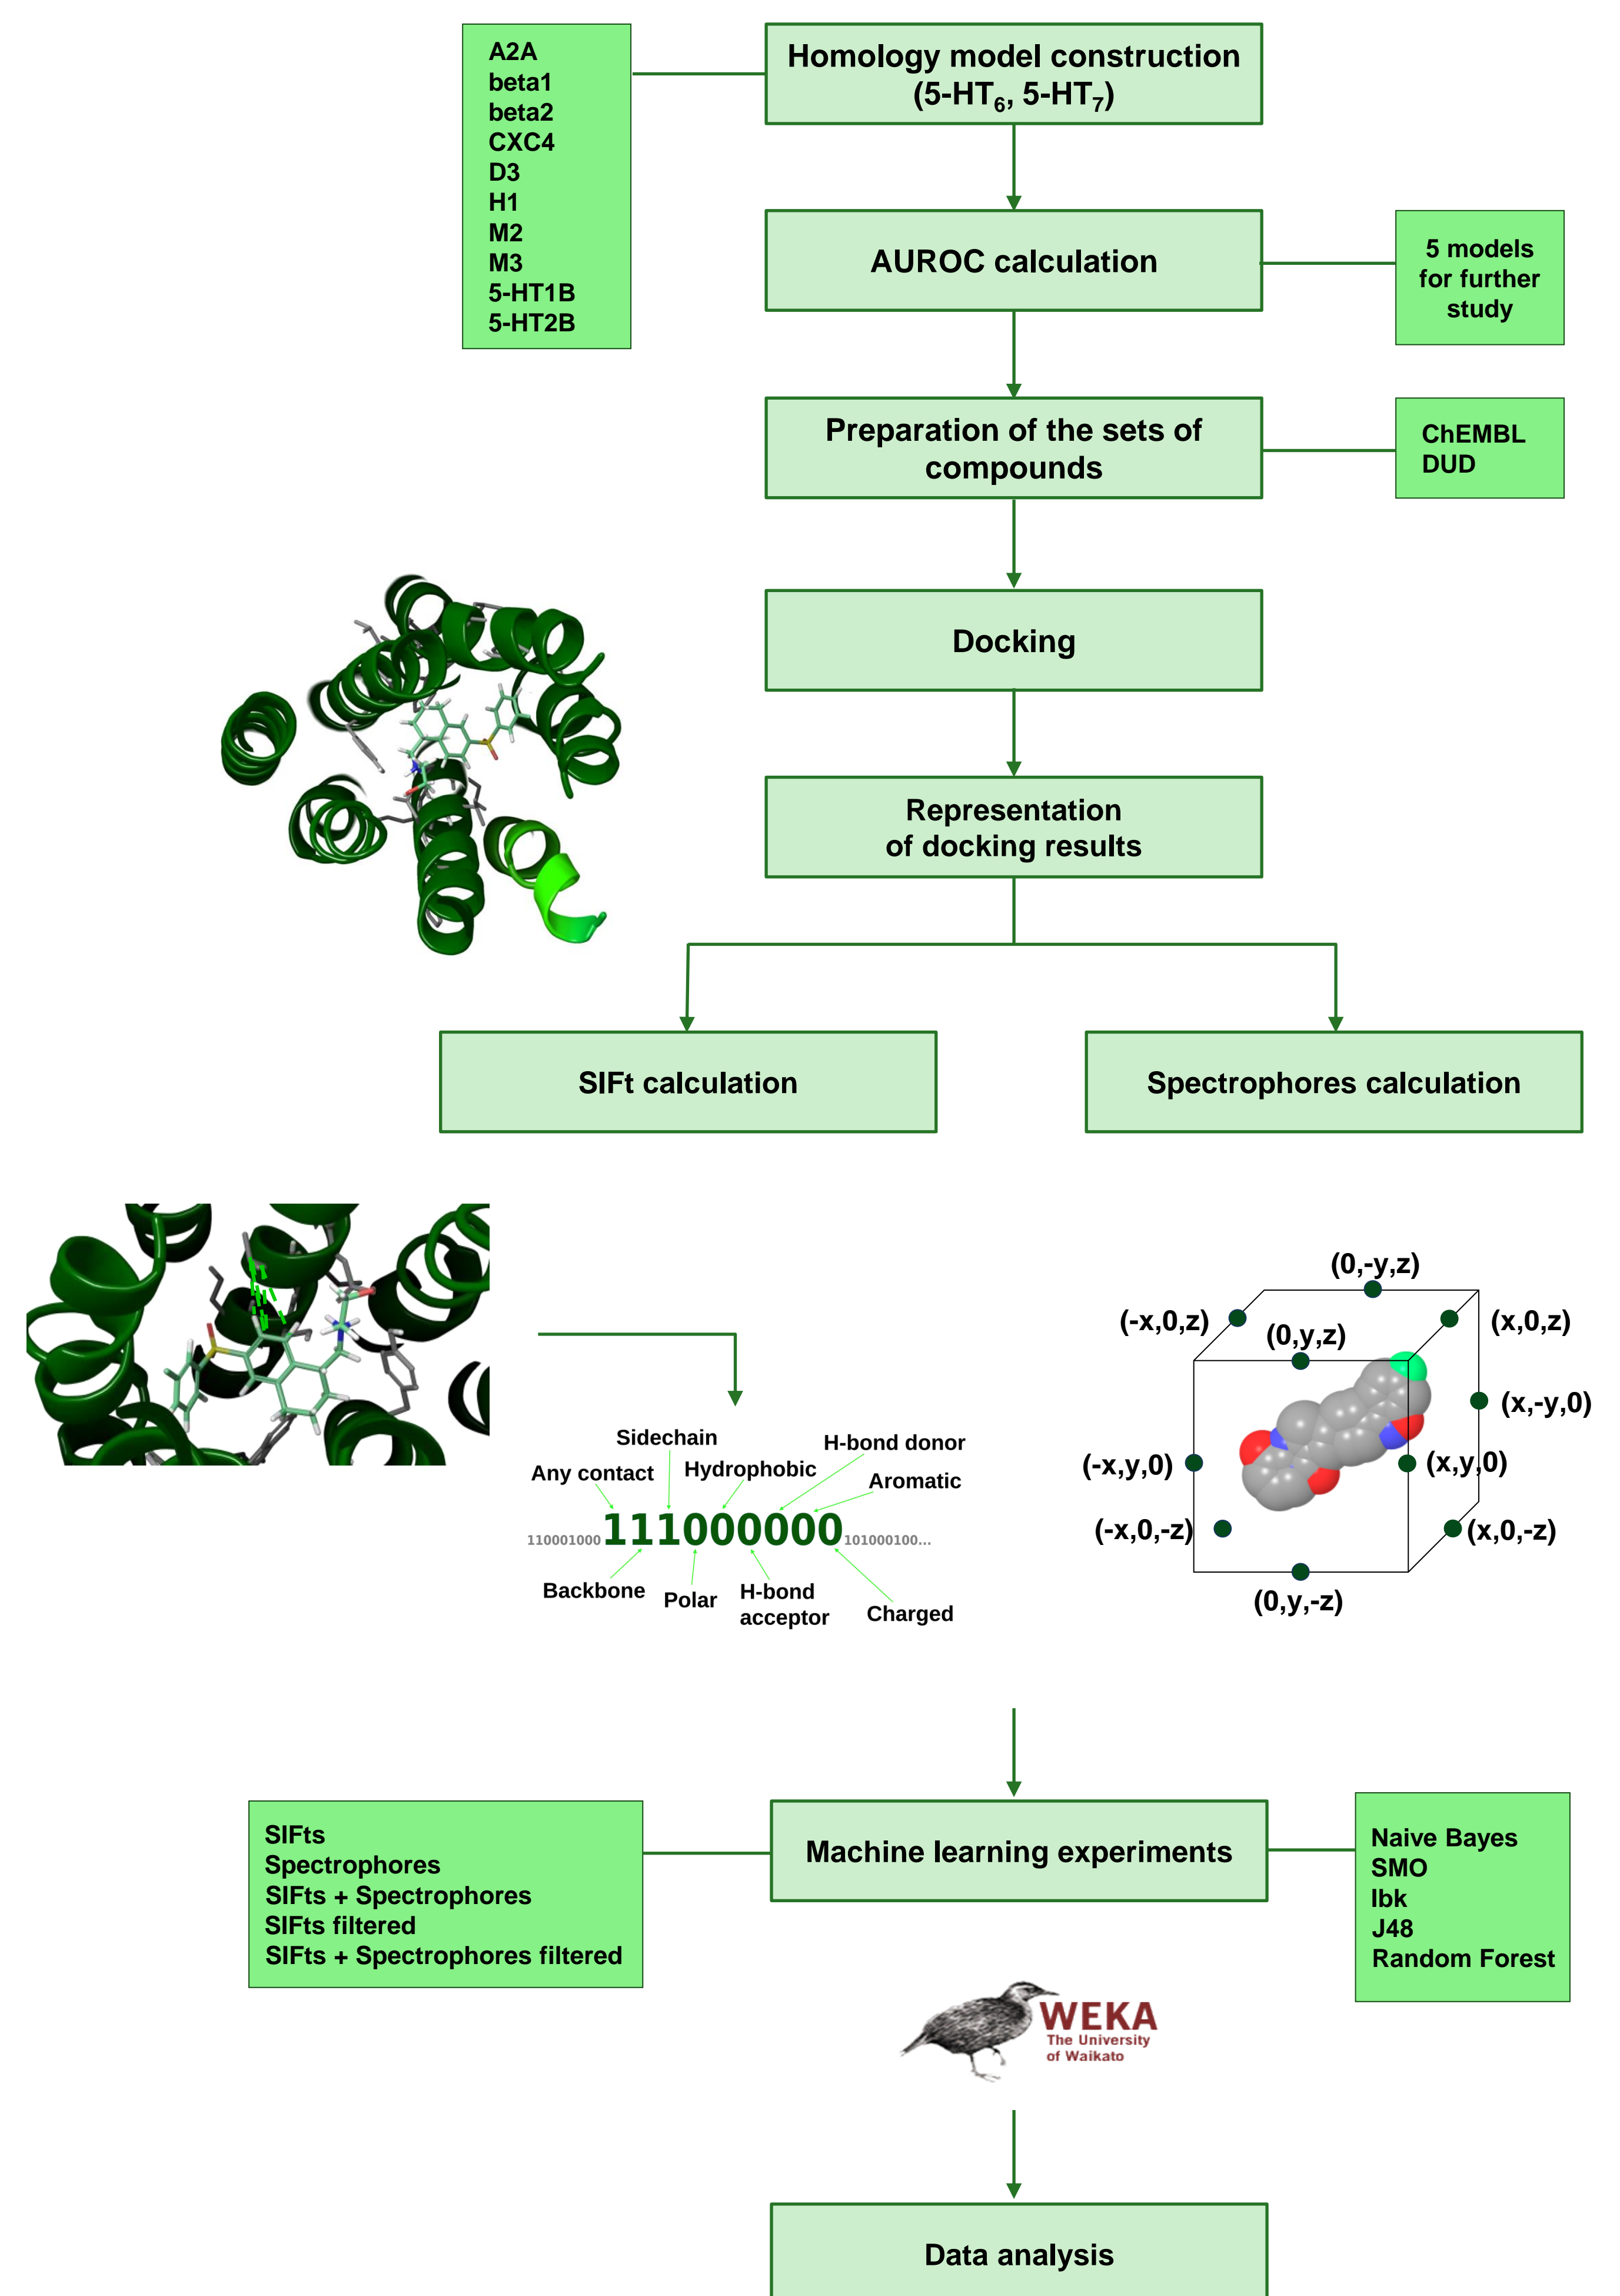 A2A
beta1
beta2
CXC4
D3
H1
M2
M3
5-HT1B
5-HT2B
Homology model construction
(5-HT6, 5-HT7)
AUROC calculation
5 models
for further
study
Preparation of the sets of
compounds
ChEMBL
DUD
Docking
Representation
of docking results
SIFt calculation
Spectrophores calculation
Sidechain
H-bond donor
Any contact
Hydrophobic
Aromatic
110001000 111000000 101000100...
Backbone
Polar
H-bond
acceptor
Charged
(0,-y,z)
(-x,0,z)
(0,y,z)
(x,0,z)
(x,-y,0)
(-x,y,0)
(x,y,0)
(-x,0,-z)
(x,0,-z)
(0,y,-z)
SIFts
Spectrophores
SIFts + Spectrophores
SIFts filtered
SIFts + Spectrophores filtered
Machine learning experiments
Naive Bayes
SMO
Ibk
J48
Random Forest
WEKA
The University
of Waikato
Data analysis